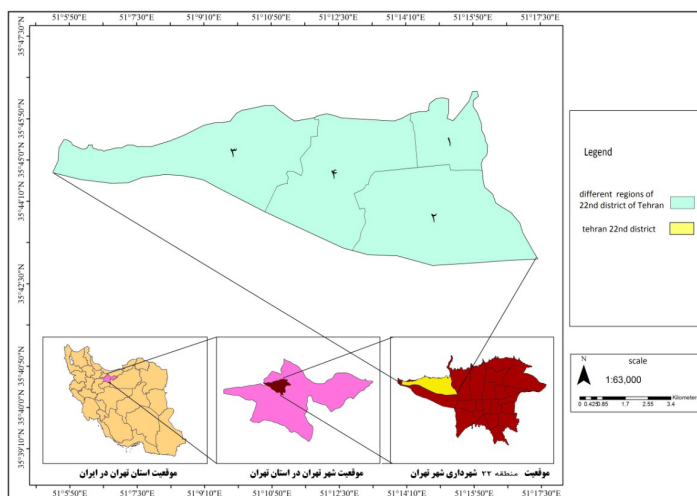 51°5'50"E 51°7'30"E 51°9'10"E 51°10'50"E 51°12'30"E 51°14'10"E 51°15'50"E 51°17'30"E
35°47'30"N
35°45'50"N
35°45'0"N
35°44'10"N
35°42'30"N
35°40'50"N
35°40'0"N
35°39'10"N
۱
۳
۴
۲
Legend
different regions of
22nd district of Tehran
tehran 22nd district
N
scale
1:63,000
0 0.425 0.85 1.7 2.55 3.4
Kilometer
موقعیت استان تهران در ایران
موقعیت شهر تهران در استان تهران
موقعیت منطقه ۲۲ شهرداری شهر تهران
51°5'50"E 51°7'30"E 51°9'10"E 51°10'50"E 51°12'30"E 51°14'10"E 51°15'50"E 51°17'30"E